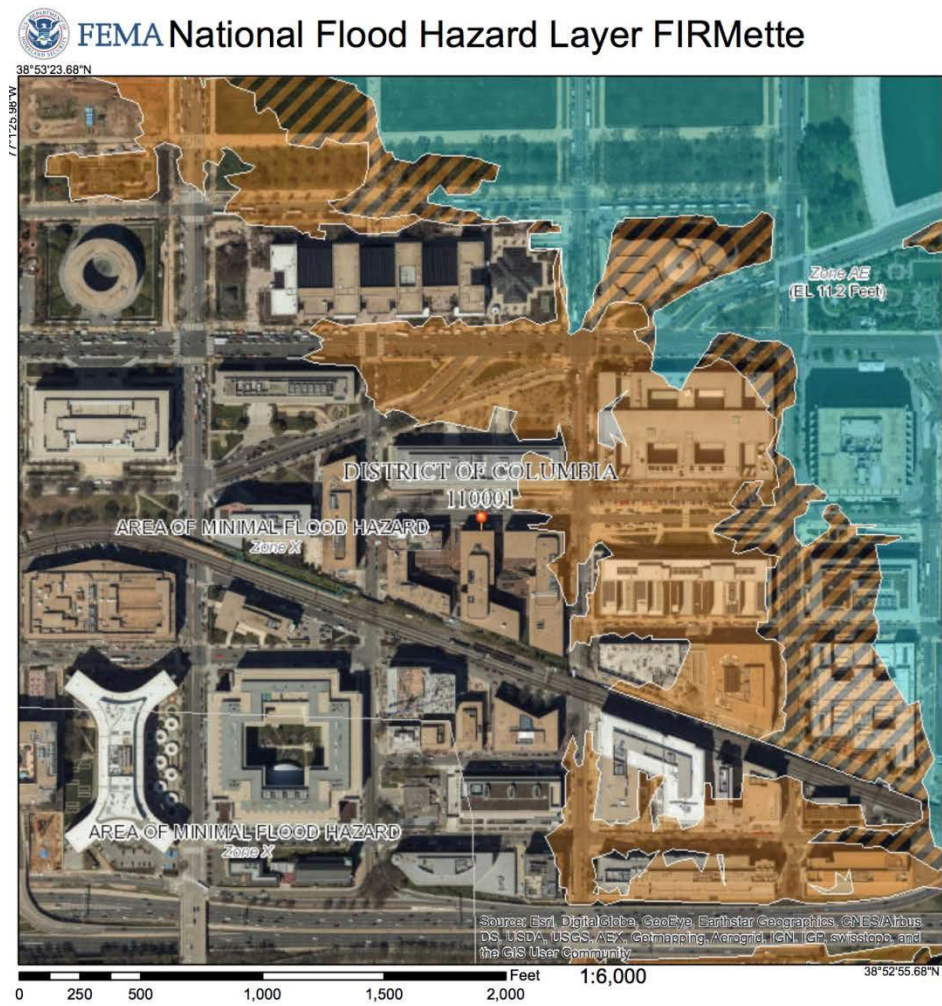 FEMA National Flood Hazard Layer FIRMette
38°53'23.68"N
77°1'25.98"W
Zone AE
(EL 11.2 Feet)
DISTRICT OF COLUMBIA
110001
AREA OF MINIMAL FLOOD HAZARD
Zone X
AREA OF MINIMAL FLOOD HAZARD
Zone X
Source: Esri, DigitalGlobe, GeoEye, Earthstar Geographics, CNES/Airbus
DS, USDA, USGS, AEX, Getmapping, Aerogrid, IGN, IGP, swisstopo, and
the GIS User Community
38°52'55.68"N
Feet
1:6,000
0 250 500 1,000 1,500 2,000